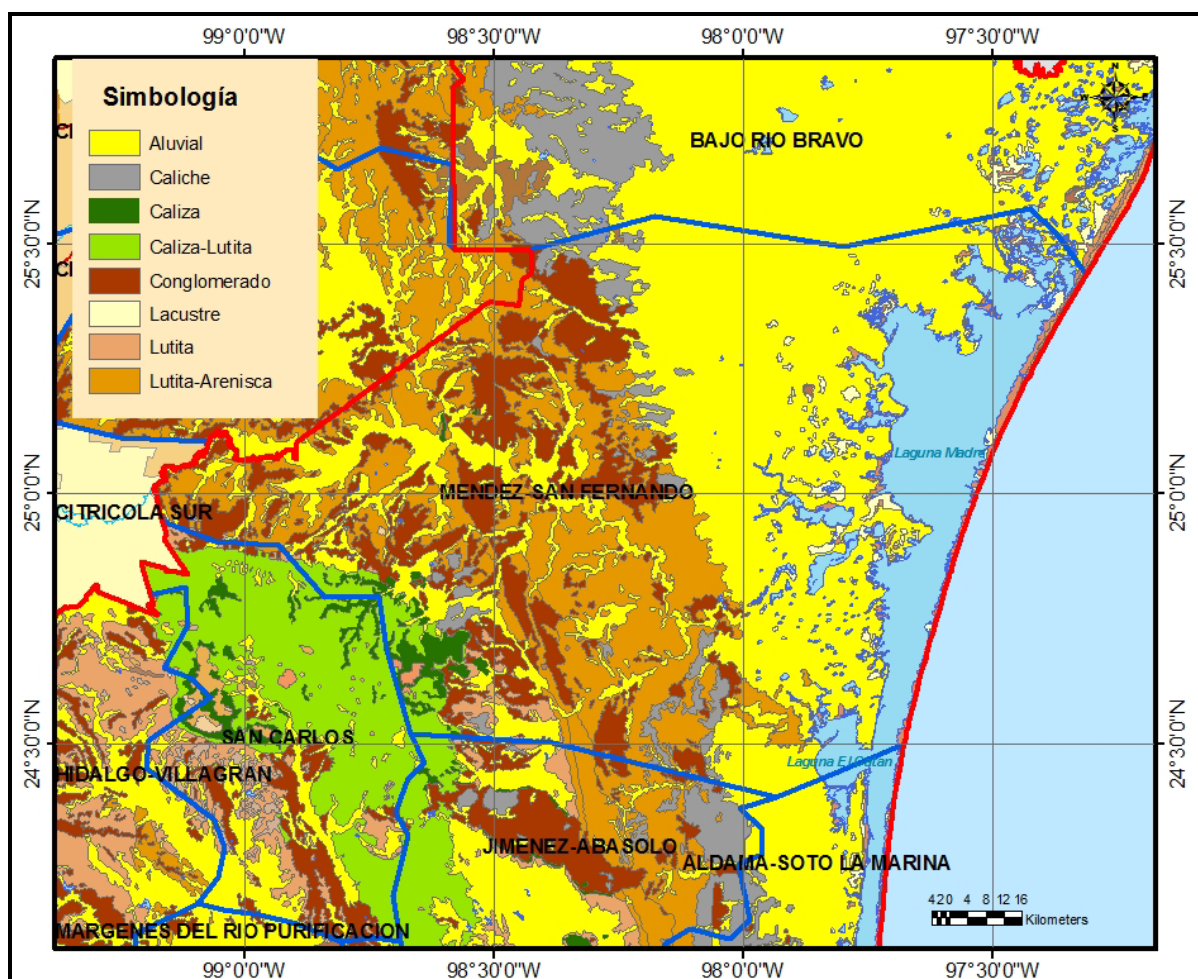 99°0'0"W 98°30'0"W 98°0'0"W 97°30'0"W
Simbología
Aluvial
Caliche
Caliza
Caliza-Lutita
Conglomerado
Lacustre
Lutita
Lutita-Arenisca
N
W E
S
BAJO RIO BRAVO
25°30'0"N 25°30'0"N
Laguna Madre
MENDEZ-SAN FERNANDO
25°0'0"N 25°0'0"N
CITRICOLA SUR
SAN CARLOS
24°30'0"N 24°30'0"N
Laguna El Catán
HIDALGO-VILLAGRAN
JIMENEZ-ABASOLO
ALDAMA-SOTO LA MARINA
4 2 0 4 8 12 16
Kilometers
MARGENES DEL RIO PURIFICACION
99°0'0"W 98°30'0"W 98°0'0"W 97°30'0"W